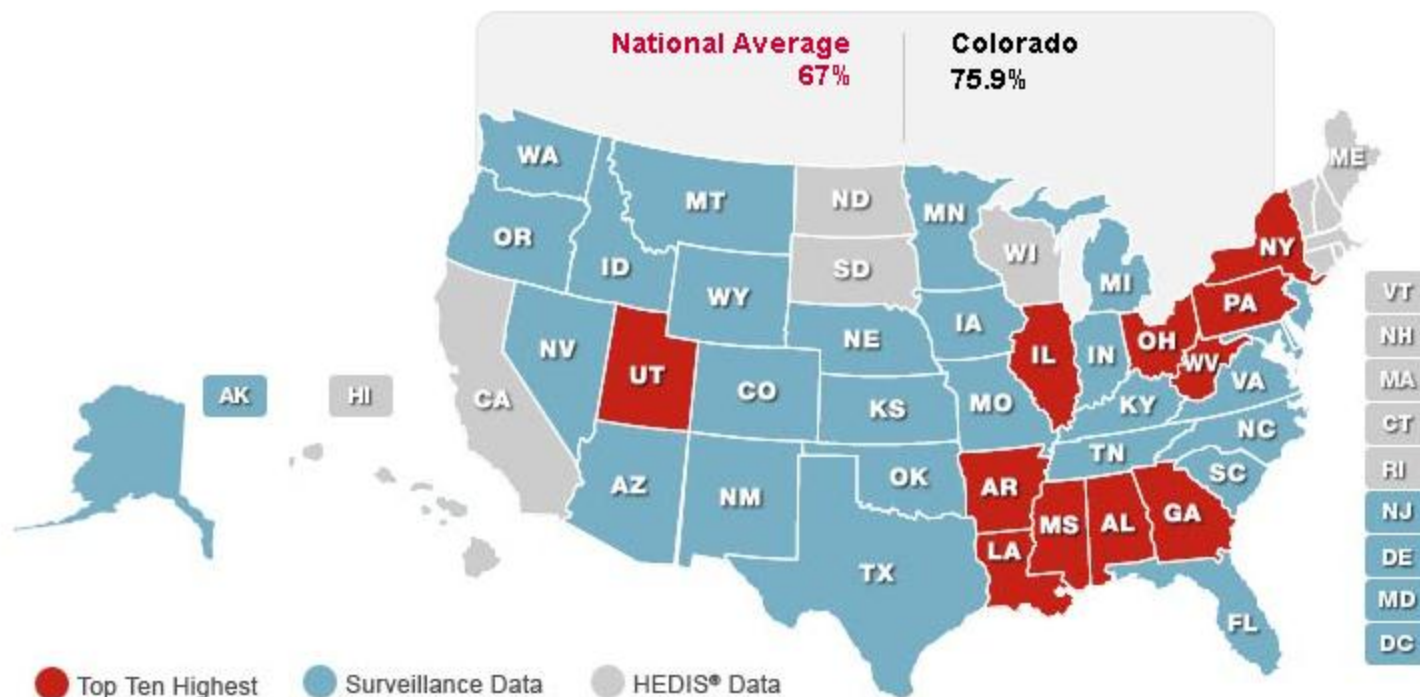 National Average
67%
Colorado
75.9%
WA
MT
ND
MN
ME
OR
ID
SD
WI
NY
WY
MI
VT
IA
PA
NH
NV
NE
IL
IN
OH
WV
MA
UT
CO
VA
AK
HI
CA
KS
MO
KY
CT
NC
TN
RI
AZ
NM
OK
AR
SC
NJ
MS
AL
GA
LA
DE
TX
MD
FL
DC
Top Ten Highest
Surveillance Data
HEDIS® Data